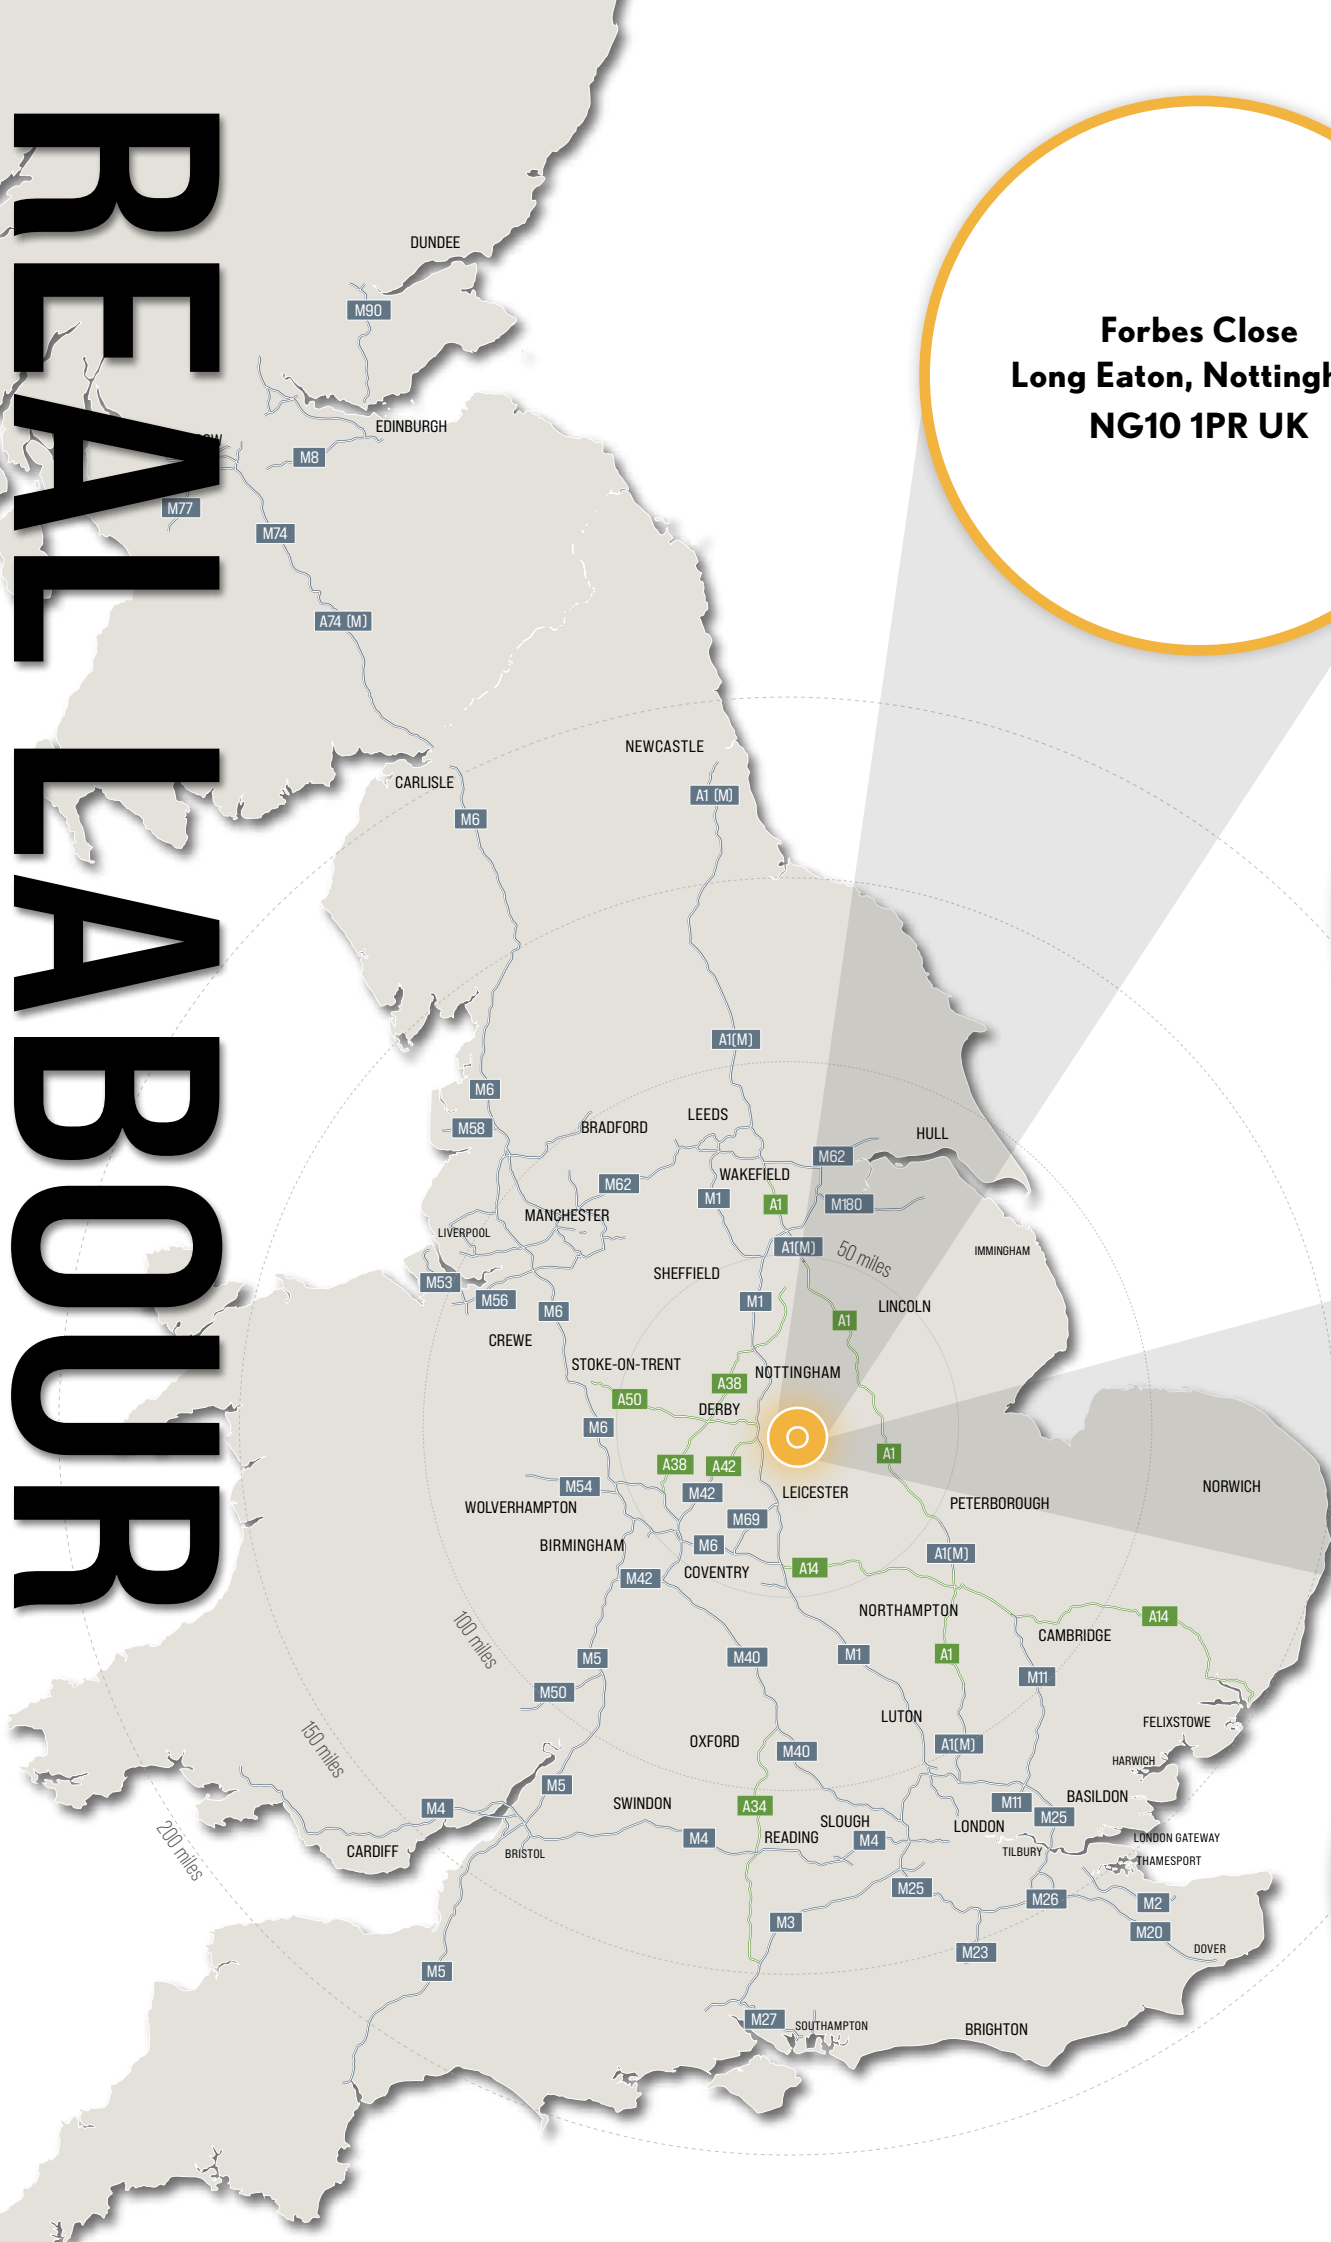 REAL LABOUR
Forbes Close
Long Eaton, Nottingh
NG10 1PR UK
DUNDEE
M90
EDINBURGH
M8
M77
M74
A74 (M)
NEWCASTLE
CARLISLE
A1 (M)
M6
A1(M)
M6
M58
BRADFORD
LEEDS
HULL
M62
WAKEFIELD
M62
M1
A1
M180
MANCHESTER
LIVERPOOL
A1(M)
50 miles
IMMINGHAM
SHEFFIELD
M53
M56
M6
M1
LINCOLN
A1
CREWE
STOKE-ON-TRENT
NOTTINGHAM
A38
A50
DERBY
M6
A1
A38
A42
M54
M42
LEICESTER
NORWICH
WOLVERHAMPTON
PETERBOROUGH
M69
BIRMINGHAM
M6
A1(M)
M42
COVENTRY
A14
NORTHAMPTON
A14
CAMBRIDGE
100 miles
M5
M40
M1
A1
M11
M50
LUTON
FELIXSTOWE
150 miles
OXFORD
M40
A1(M)
HARWICH
M5
M4
SWINDON
A34
M11
BASILDON
M25
SLOUGH
LONDON
200 miles
CARDIFF
BRISTOL
M4
READING
M4
TILBURY
LONDON GATEWAY
THAMESPORT
M25
M26
M2
M3
M20
M23
DOVER
M5
M27
SOUTHAMPTON
BRIGHTON